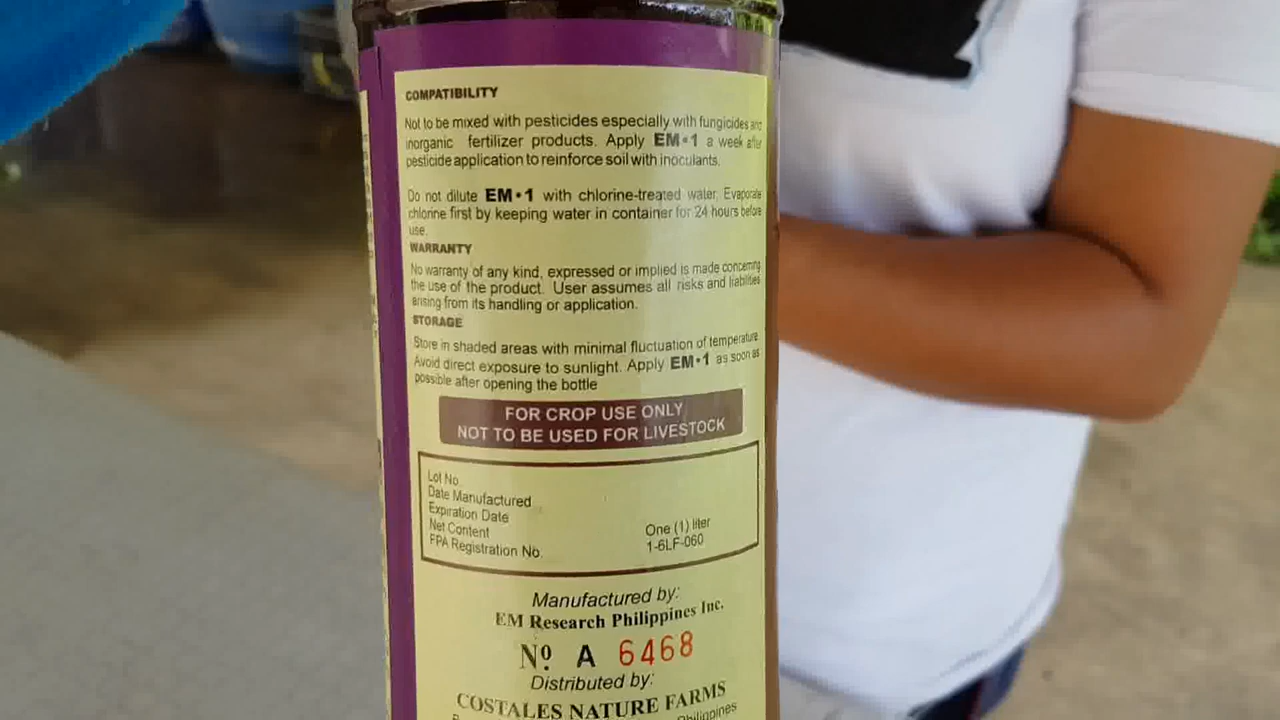 COMPATIBILITY
Not to be mixed with pesticides especially with fungicides and
inorganic fertilizer products. Apply EM•1 a week after
pesticide application to reinforce soil with inoculants.
Do not dilute EM•1 with chlorine-treated water. Evaporate
chlorine first by keeping water in container for 24 hours before
use.
WARRANTY
No warranty of any kind, expressed or implied is made concerning
the use of the product. User assumes all risks and liabilities
arising from its handling or application.
STORAGE
Store in shaded areas with minimal fluctuation of temperature.
Avoid direct exposure to sunlight. Apply EM•1 as soon as
possible after opening the bottle
FOR CROP USE ONLY
NOT TO BE USED FOR LIVESTOCK
Lot No.
Date Manufactured
Expiration Date
Net Content One (1) liter
FPA Registration No. 1-6LF-060
Manufactured by:
EM Research Philippines Inc.
Nº. A 6468
Distributed by:
COSTALES NATURE FARMS
Philippines